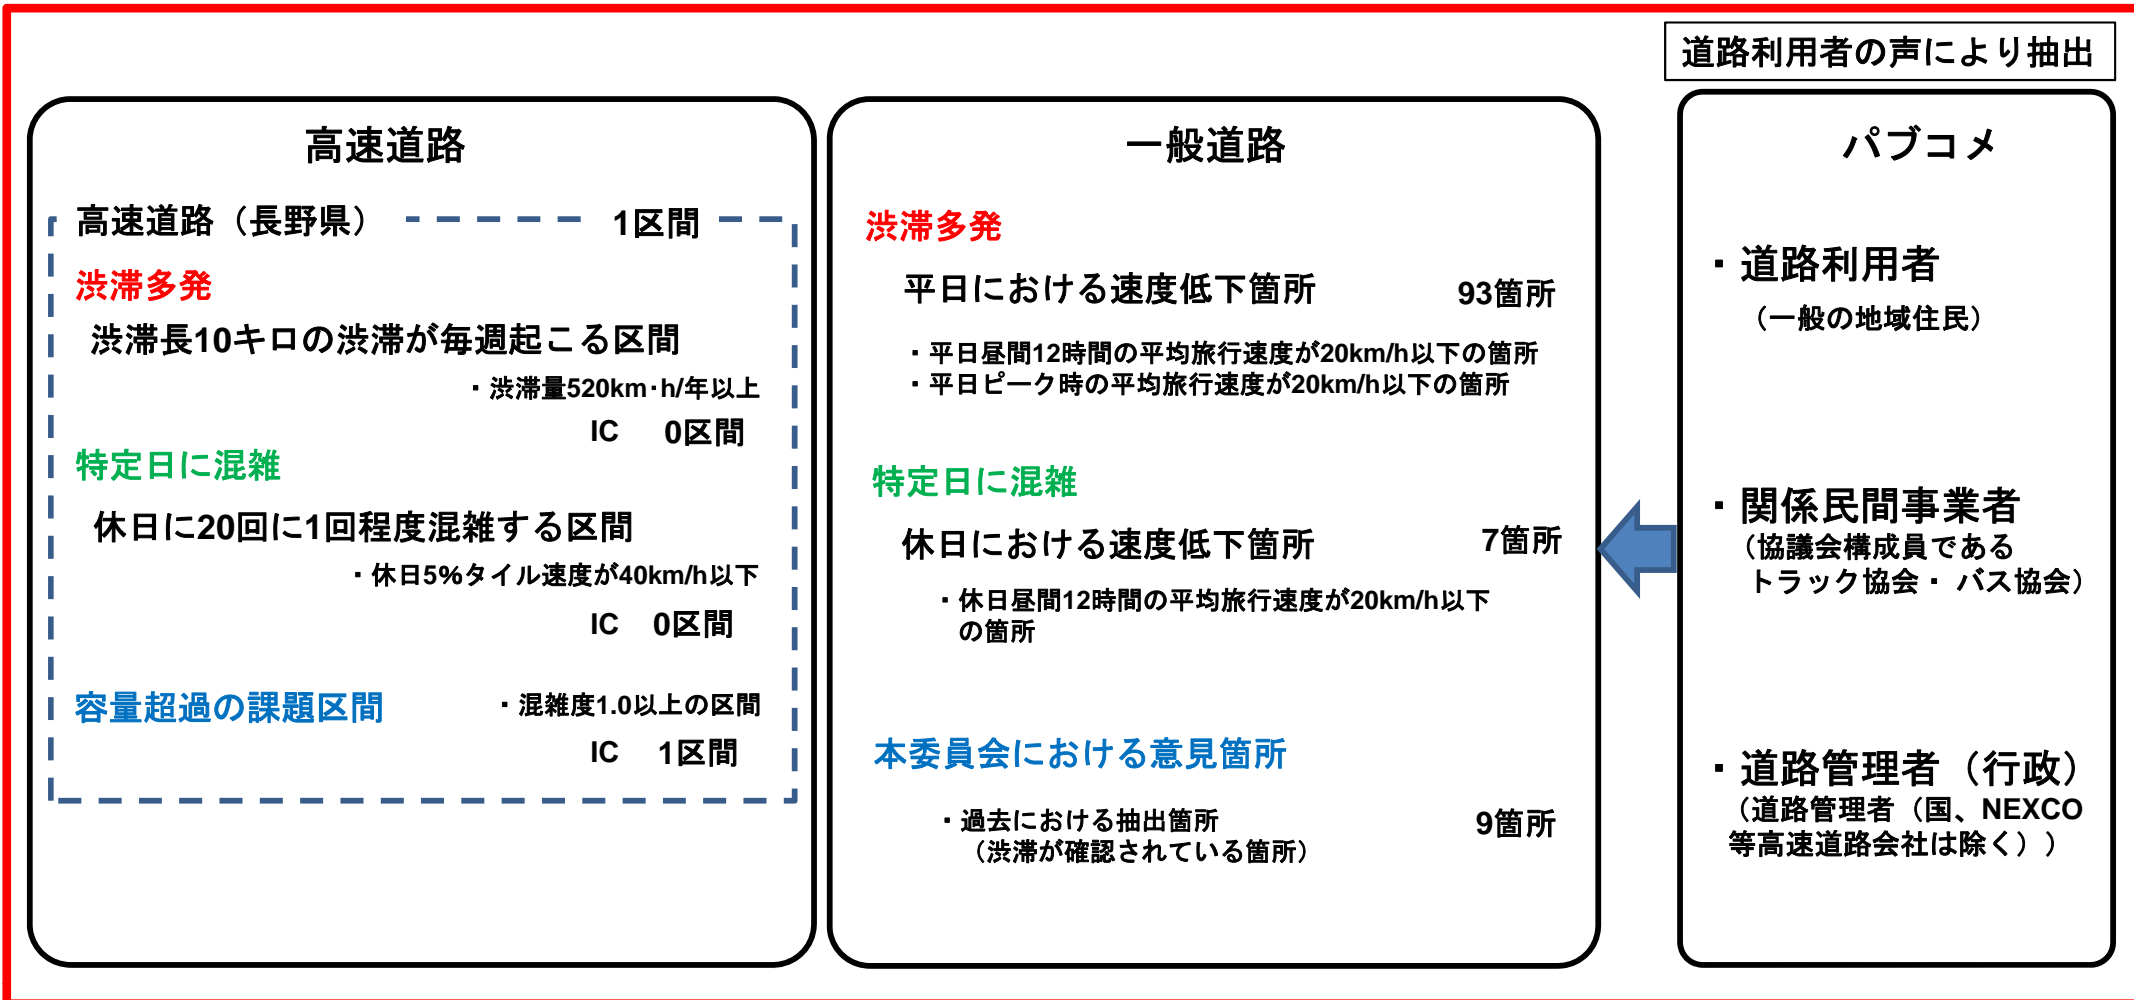 道路利用者の声により抽出
高速道路
高速道路（長野県） 1区間
渋滞多発
渋滞長10キロの渋滞が毎週起こる区間
・渋滞量520km･h/年以上
IC 0区間
特定日に混雑
休日に20回に1回程度混雑する区間
・休日5%タイル速度が40km/h以下
IC 0区間
容量超過の課題区間 ・混雑度1.0以上の区間
IC 1区間
一般道路
渋滞多発
平日における速度低下箇所 93箇所
・平日昼間12時間の平均旅行速度が20km/h以下の箇所
・平日ピーク時の平均旅行速度が20km/h以下の箇所
特定日に混雑
休日における速度低下箇所 7箇所
・休日昼間12時間の平均旅行速度が20km/h以下
の箇所
本委員会における意見箇所
・過去における抽出箇所 9箇所
（渋滞が確認されている箇所）
パブコメ
・道路利用者
（一般の地域住民）
・関係民間事業者
（協議会構成員である
トラック協会・ バス協会）
・道路管理者（行政）
（道路管理者（国、NEXCO
等高速道路会社は除く））